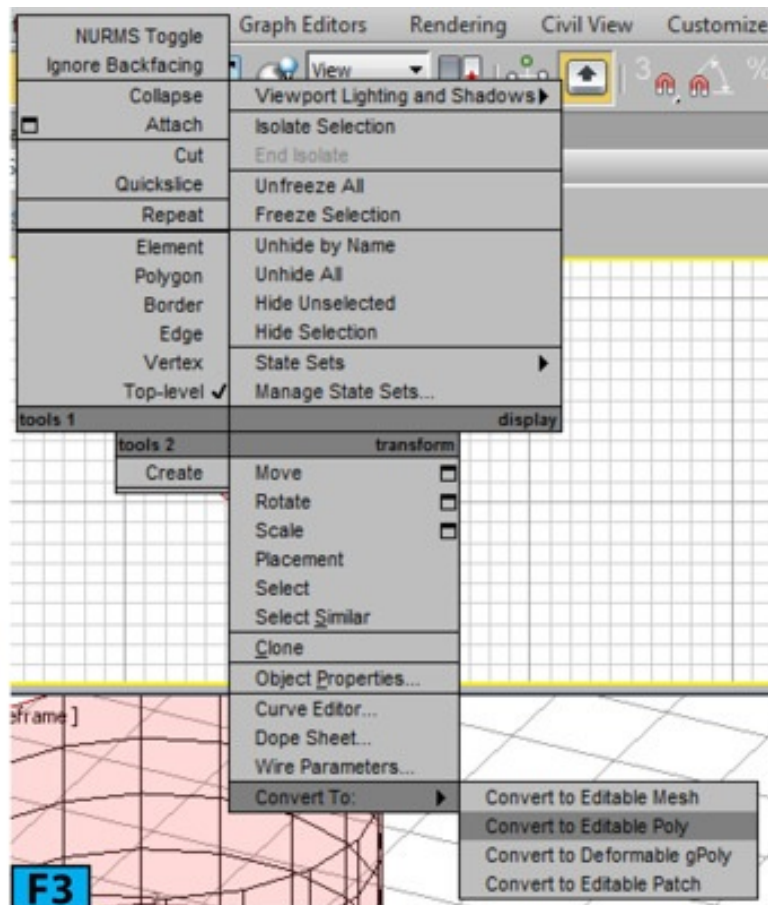 Graph Editors Rendering Civil View Customize
NURMS Toggle
Ignore Backfacing
View
3
%
Collapse
Attach
Cut
Quickslice
Repeat
Element
Polygon
Border
Edge
Vertex
Top-level
tools 1
Viewport Lighting and Shadows
Isolate Selection
End Isolate
Unfreeze All
Freeze Selection
Unhide by Name
Unhide All
Hide Unselected
Hide Selection
State Sets
Manage State Sets...
display
tools 2
Create
transform
Move
Rotate
Scale
Placement
Select
Select Similar
Clone
Object Properties...
Curve Editor...
Dope Sheet...
Wire Parameters...
Convert To:
Convert to Editable Mesh
Convert to Editable Poly
Convert to Deformable gPoly
Convert to Editable Patch
eframe ]
F3